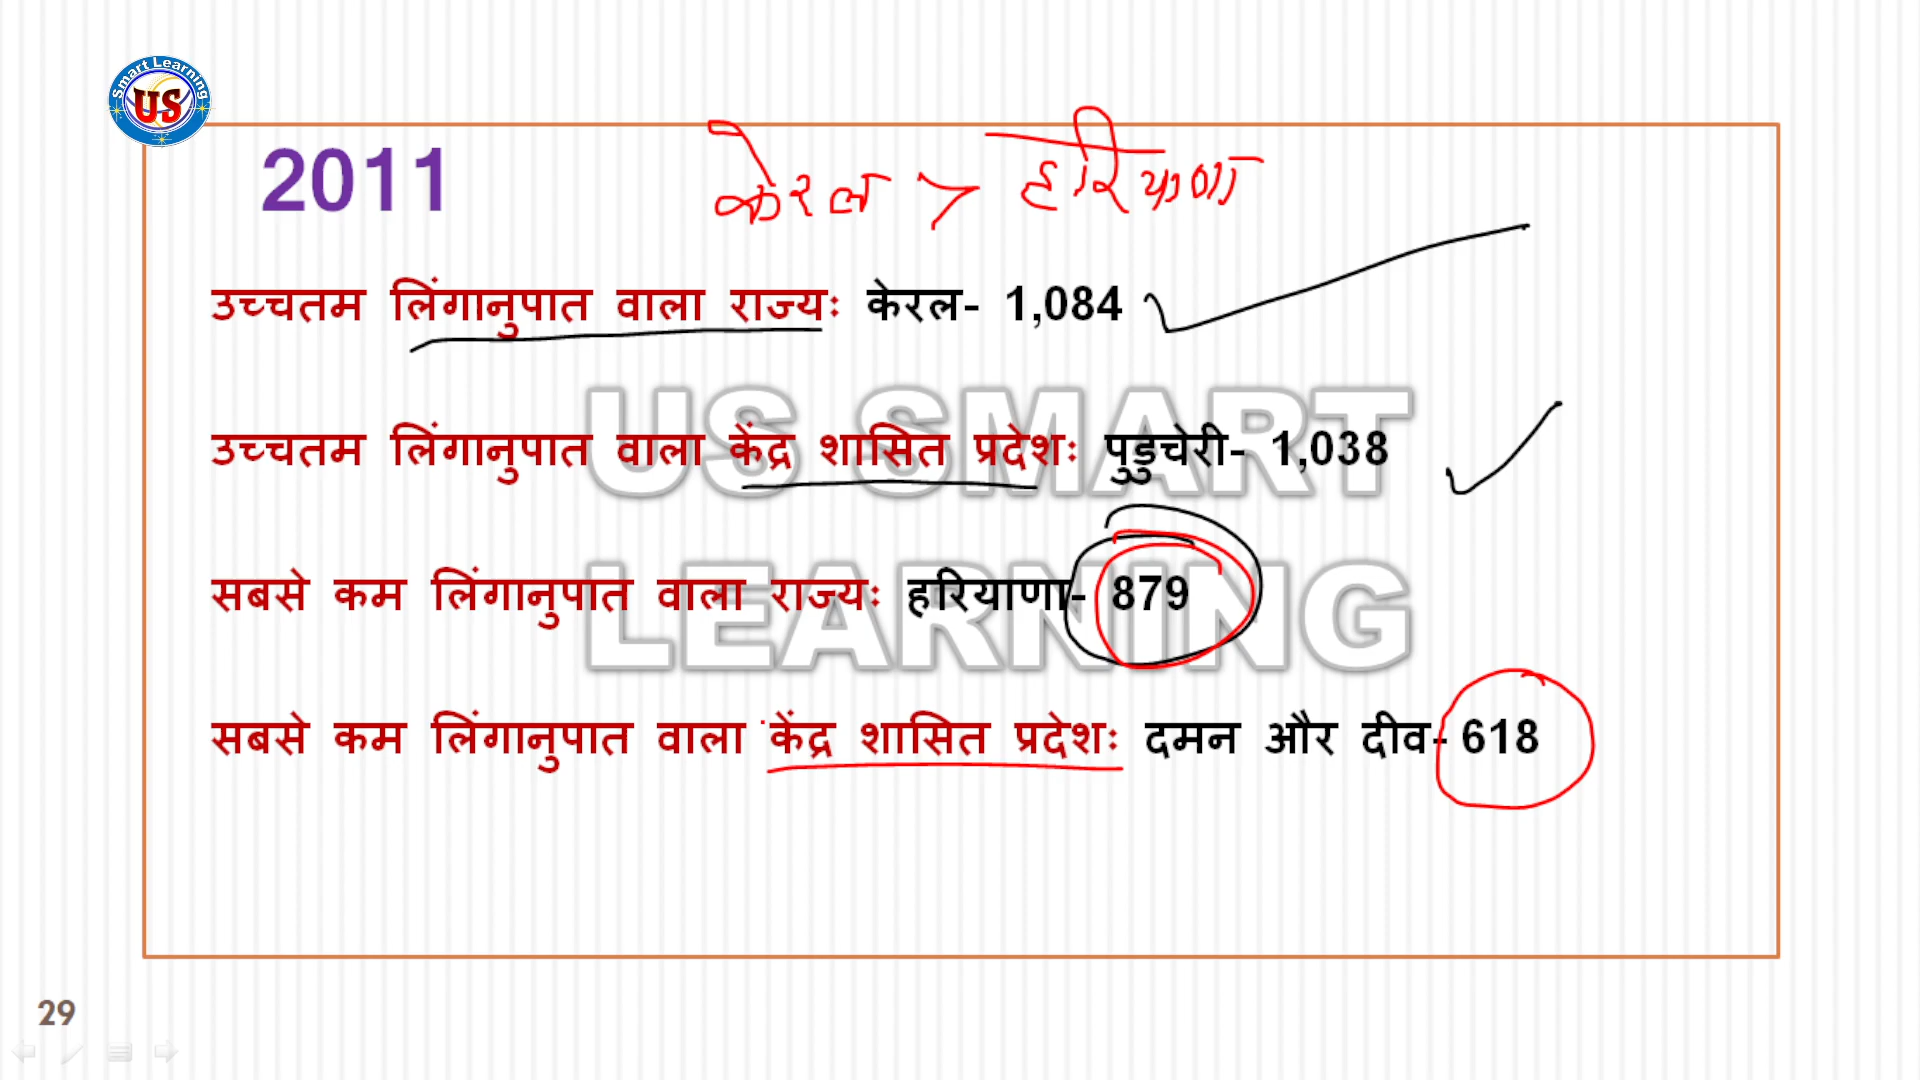 Smart Learning
US
2011
केरल > हरियाणा
उच्चतम लिंगानुपात वाला राज्यः केरल- 1,084
उच्चतम लिंगानुपात वाला केंद्र शासित प्रदेशः पुडुचेरी- 1,038
सबसे कम लिंगानुपात वाला राज्यः हरियाणा- 879
सबसे कम लिंगानुपात वाला केंद्र शासित प्रदेशः दमन और दीव- 618
US SMART
LEARNING
29